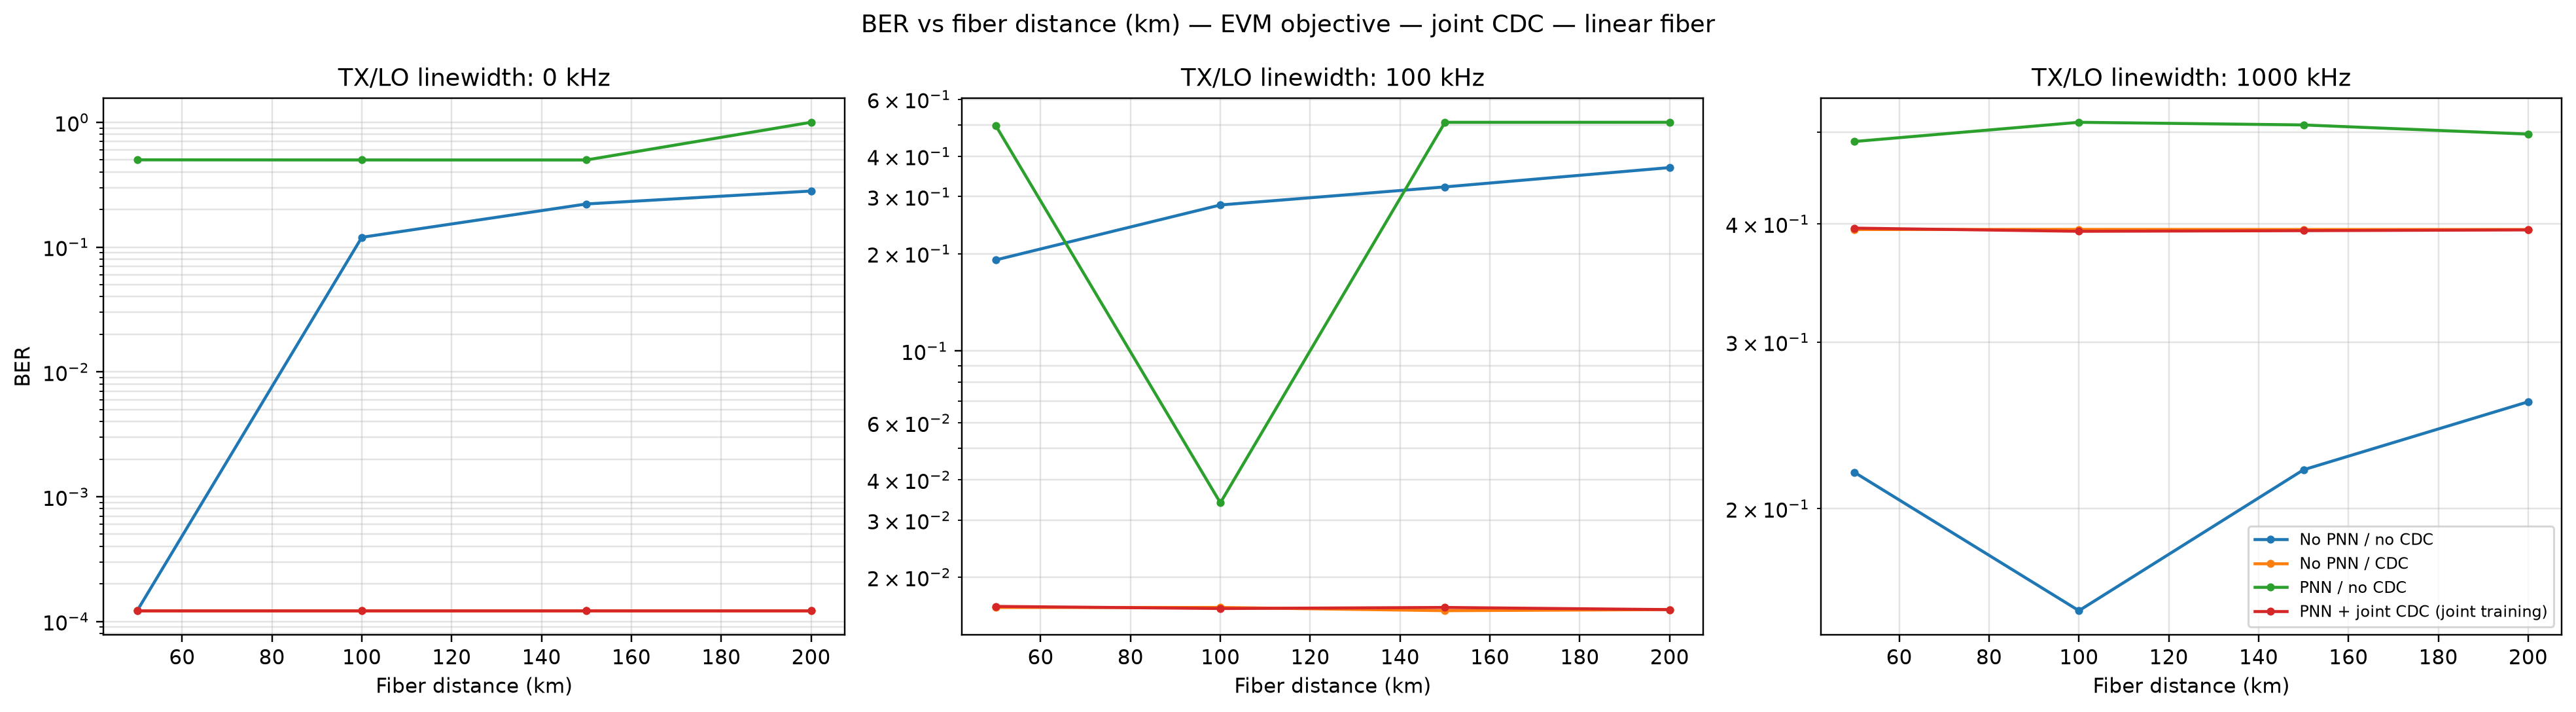 BER vs fiber distance (km) — EVM objective — joint CDC — linear fiber
TX/LO linewidth: 0 kHz
10⁰
10⁻¹
10⁻²
10⁻³
10⁻⁴
BER
60 80 100 120 140 160 180 200
Fiber distance (km)
TX/LO linewidth: 100 kHz
6 × 10⁻¹
4 × 10⁻¹
3 × 10⁻¹
2 × 10⁻¹
10⁻¹
6 × 10⁻²
4 × 10⁻²
3 × 10⁻²
2 × 10⁻²
60 80 100 120 140 160 180 200
Fiber distance (km)
TX/LO linewidth: 1000 kHz
4 × 10⁻¹
3 × 10⁻¹
2 × 10⁻¹
No PNN / no CDC
No PNN / CDC
PNN / no CDC
PNN + joint CDC (joint training)
60 80 100 120 140 160 180 200
Fiber distance (km)